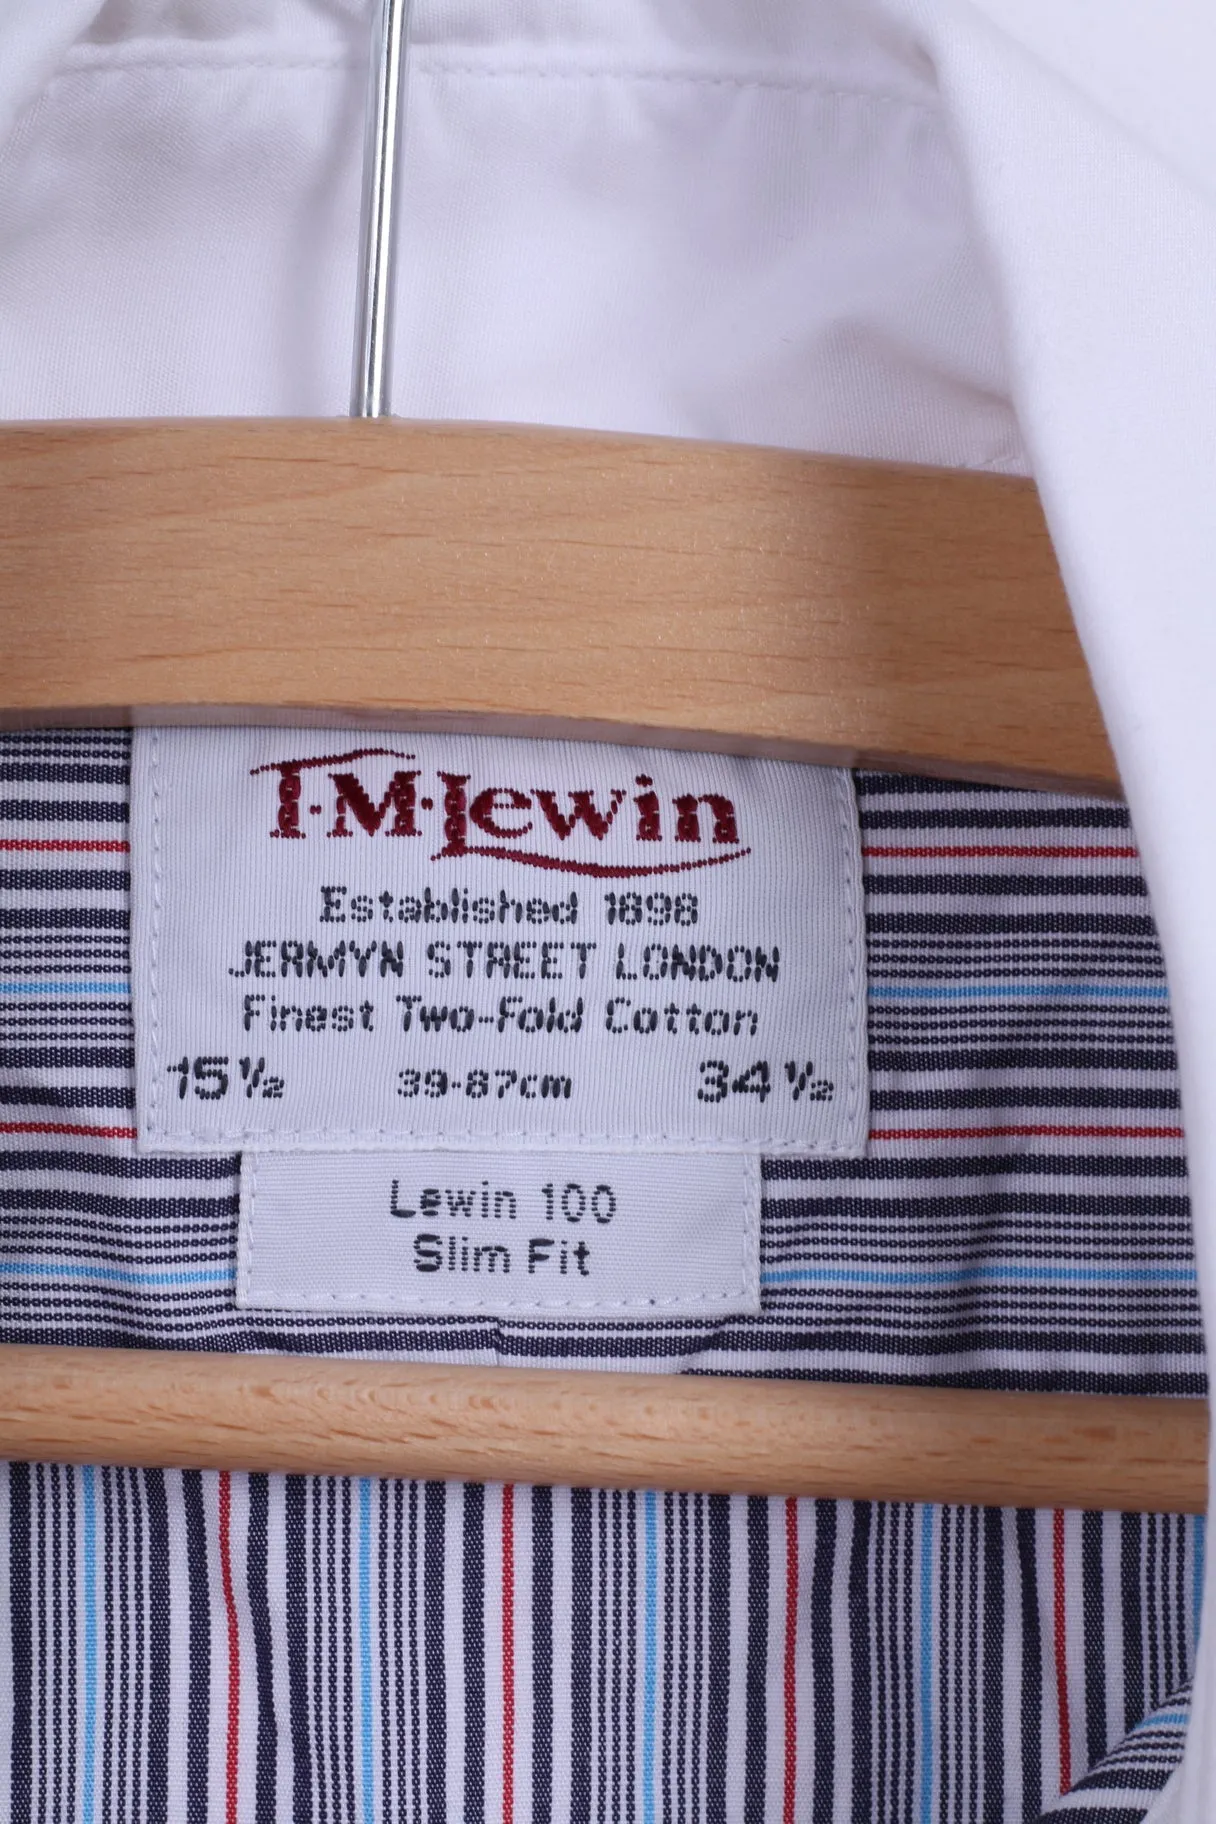 T·M·Lewin
Established 1898
JERMYN STREET LONDON
Finest Two-Fold Cotton
15 ½ 39-87cm 34 ½
Lewin 100
Slim Fit